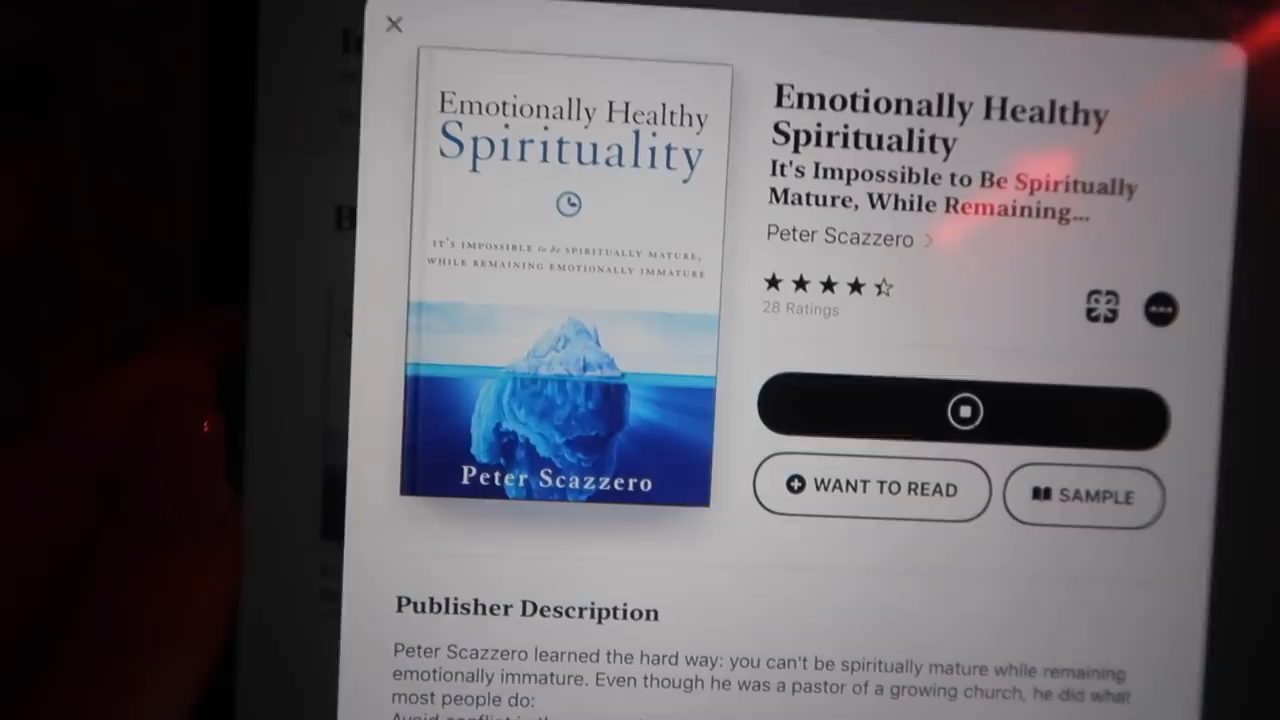 Emotionally Healthy
Spirituality
IT'S IMPOSSIBLE to be SPIRITUALLY MATURE,
WHILE REMAINING EMOTIONALLY IMMATURE
Peter Scazzero
Emotionally Healthy
Spirituality
It's Impossible to Be Spiritually
Mature, While Remaining...
Peter Scazzero
28 Ratings
WANT TO READ
SAMPLE
Publisher Description
Peter Scazzero learned the hard way: you can't be spiritually mature while remaining
emotionally immature. Even though he was a pastor of a growing church, he did what
most people do: